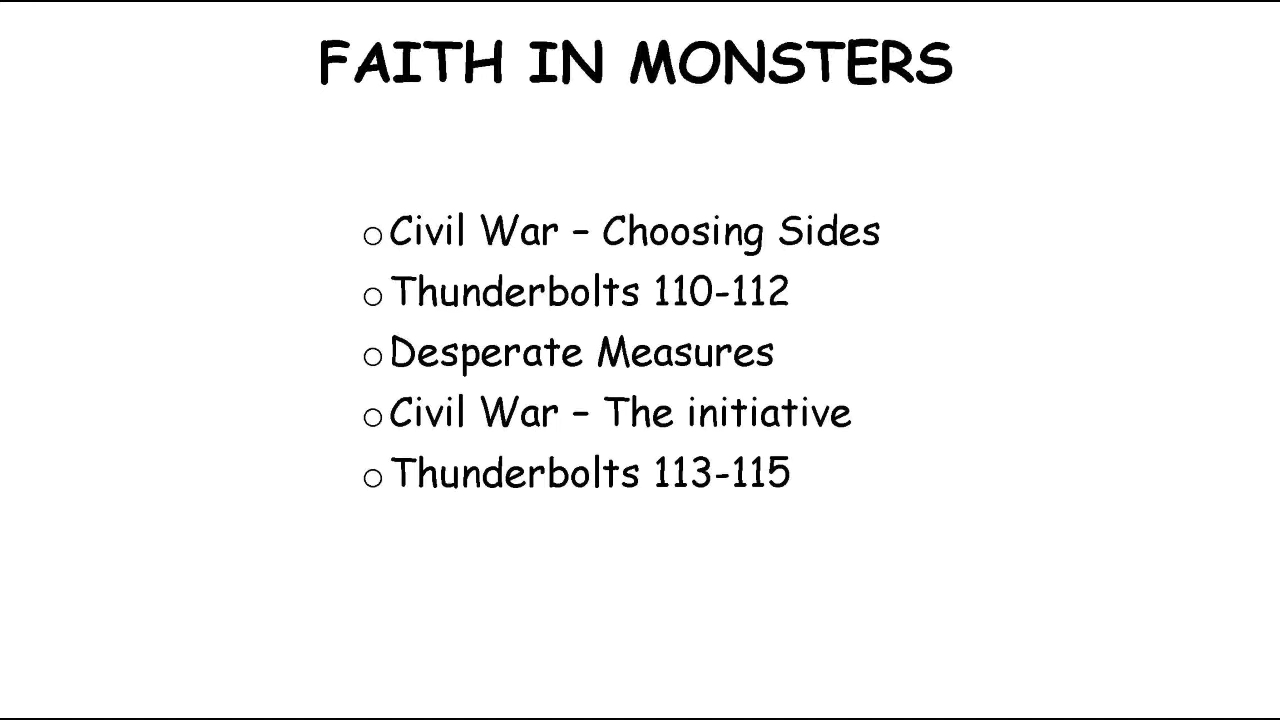 FAITH IN MONSTERS
○Civil War – Choosing Sides
○Thunderbolts 110-112
○Desperate Measures
○Civil War – The initiative
○Thunderbolts 113-115